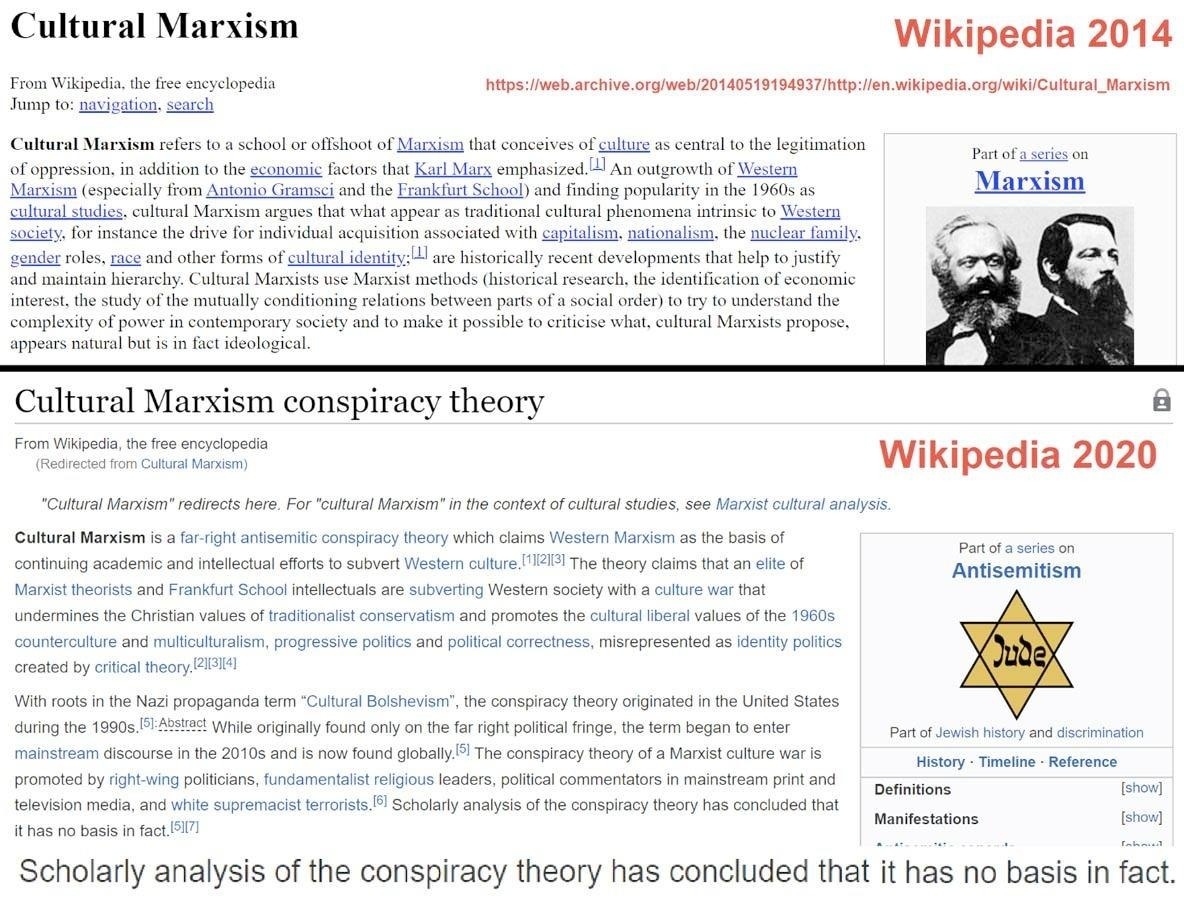 Cultural Marxism
Wikipedia 2014
From Wikipedia, the free encyclopedia
Jump to: navigation, search
https://web.archive.org/web/20140519194937/http://en.wikipedia.org/wiki/Cultural_Marxism
Cultural Marxism refers to a school or offshoot of Marxism that conceives of culture as central to the legitimation
of oppression, in addition to the economic factors that Karl Marx emphasized.[1] An outgrowth of Western
Marxism (especially from Antonio Gramsci and the Frankfurt School) and finding popularity in the 1960s as
cultural studies, cultural Marxism argues that what appear as traditional cultural phenomena intrinsic to Western
society, for instance the drive for individual acquisition associated with capitalism, nationalism, the nuclear family,
gender roles, race and other forms of cultural identity;[1] are historically recent developments that help to justify
and maintain hierarchy. Cultural Marxists use Marxist methods (historical research, the identification of economic
interest, the study of the mutually conditioning relations between parts of a social order) to try to understand the
complexity of power in contemporary society and to make it possible to criticise what, cultural Marxists propose,
appears natural but is in fact ideological.
Part of a series on
Marxism
Cultural Marxism conspiracy theory
From Wikipedia, the free encyclopedia
(Redirected from Cultural Marxism)
Wikipedia 2020
"Cultural Marxism" redirects here. For "cultural Marxism" in the context of cultural studies, see Marxist cultural analysis.
Cultural Marxism is a far-right antisemitic conspiracy theory which claims Western Marxism as the basis of
continuing academic and intellectual efforts to subvert Western culture.[1][2][3] The theory claims that an elite of
Marxist theorists and Frankfurt School intellectuals are subverting Western society with a culture war that
undermines the Christian values of traditionalist conservatism and promotes the cultural liberal values of the 1960s
counterculture and multiculturalism, progressive politics and political correctness, misrepresented as identity politics
created by critical theory.[2][3][4]
With roots in the Nazi propaganda term “Cultural Bolshevism”, the conspiracy theory originated in the United States
during the 1990s.[5]:Abstract While originally found only on the far right political fringe, the term began to enter
mainstream discourse in the 2010s and is now found globally.[5] The conspiracy theory of a Marxist culture war is
promoted by right-wing politicians, fundamentalist religious leaders, political commentators in mainstream print and
television media, and white supremacist terrorists.[6] Scholarly analysis of the conspiracy theory has concluded that
it has no basis in fact.[5][7]
Part of a series on
Antisemitism
Jude
Part of Jewish history and discrimination
History · Timeline · Reference
Definitions [show]
Manifestations [show]
Scholarly analysis of the conspiracy theory has concluded that it has no basis in fact.